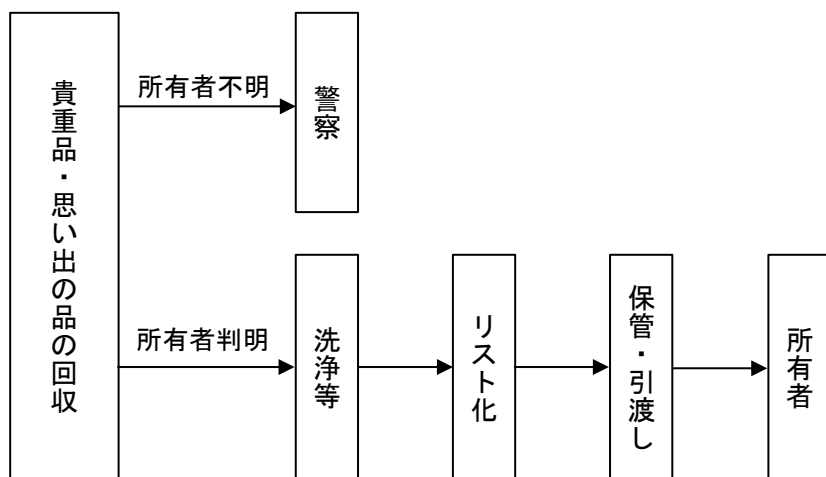 貴重品・思い出の品の回収
所有者不明
警察
所有者判明
洗浄等
リスト化
保管・引渡し
所有者